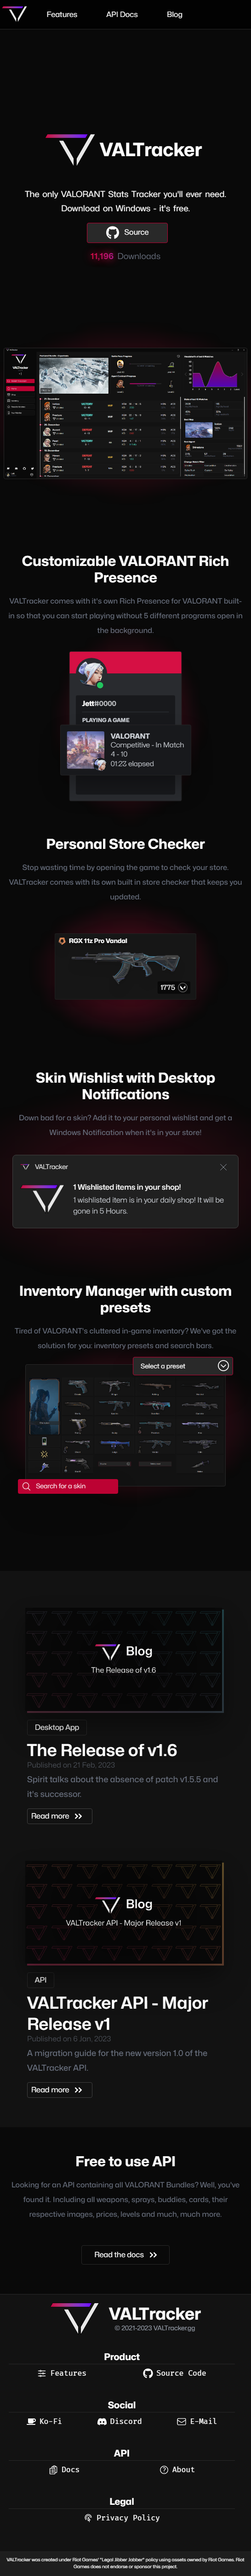 Features API Docs Blog
VALTracker
The only VALORANT Stats Tracker you'll ever need.
Download on Windows - it's free.
Source
11,196 Downloads
Customizable VALORANT Rich
Presence
VALTracker comes with it's own Rich Presence for VALORANT built-
in so that you can start playing without 5 different programs open in
the background.
Jett#0000
PLAYING A GAME
VALORANT
Competitive - In Match
4 - 10
01:23 elapsed
Personal Store Checker
Stop wasting time by opening the game to check your store.
VALTracker comes with its own built in store checker that keeps you
updated.
RGX 11z Pro Vandal
1775
Skin Wishlist with Desktop
Notifications
Down bad for a skin? Add it to your personal wishlist and get a
Windows Notification when it's in your store!
VALTracker
1 Wishlisted items in your shop!
1 wishlisted item is in your daily shop! It will be
gone in 5 Hours.
Inventory Manager with custom
presets
Tired of VALORANT's cluttered in-game inventory? We've got the
solution for you: inventory presets and search bars.
Select a preset
Search for a skin
Blog
The Release of v1.6
Desktop App
The Release of v1.6
Published on 21 Feb, 2023
Spirit talks about the absence of patch v1.5.5 and
it's successor.
Read more
Blog
VALTracker API - Major Release v1
API
VALTracker API - Major
Release v1
Published on 6 Jan, 2023
A migration guide for the new version 1.0 of the
VALTracker API.
Read more
Free to use API
Looking for an API containing all VALORANT Bundles? Well, you've
found it. Including all weapons, sprays, buddies, cards, their
respective images, prices, levels and much, much more.
Read the docs
VALTracker
© 2021-2023 VALTracker.gg
Product
Features Source Code
Social
Ko-Fi Discord E-Mail
API
Docs About
Legal
Privacy Policy
VALTracker was created under Riot Games' "Legal Jibber Jabber" policy using assets owned by Riot Games. Riot
Games does not endorse or sponsor this project.